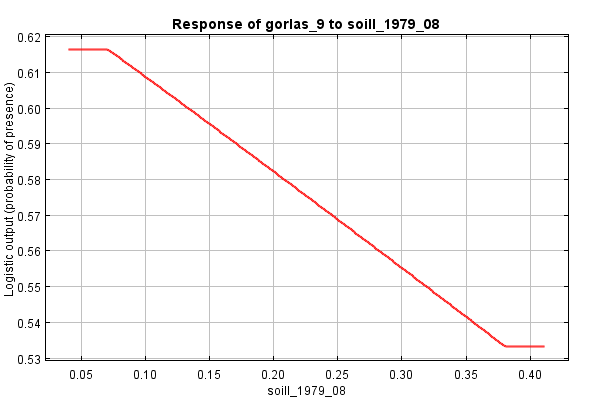 Response of gorlas_9 to soill_1979_08
Logistic output (probability of presence)
0.62
0.61
0.60
0.59
0.58
0.57
0.56
0.55
0.54
0.53
0.05 0.10 0.15 0.20 0.25 0.30 0.35 0.40
soill_1979_08